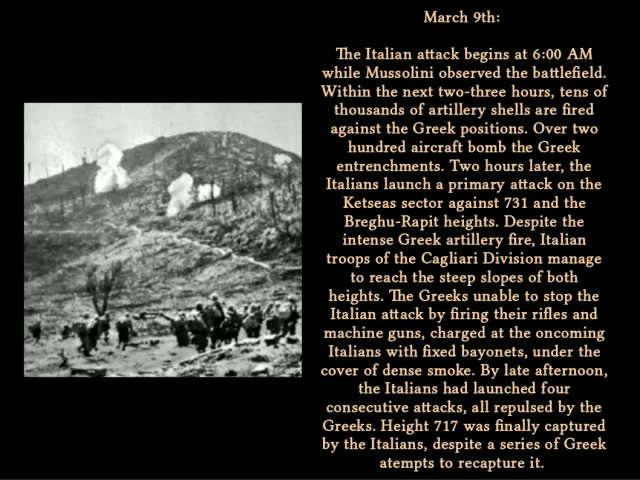 March 9th:
The Italian attack begins at 6:00 AM
while Mussolini observed the battlefield.
Within the next two-three hours, tens of
thousands of artillery shells are fired
against the Greek positions. Over two
hundred aircraft bomb the Greek
entrenchments. Two hours later, the
Italians launch a primary attack on the
Ketseas sector against 731 and the
Breghu-Rapit heights. Despite the
intense Greek artillery fire, Italian
troops of the Cagliari Division manage
to reach the steep slopes of both
heights. The Greeks unable to stop the
Italian attack by firing their rifles and
machine guns, charged at the oncoming
Italians with fixed bayonets, under the
cover of dense smoke. By late afternoon,
the Italians had launched four
consecutive attacks, all repulsed by the
Greeks. Height 717 was finally captured
by the Italians, despite a series of Greek
atempts to recapture it.